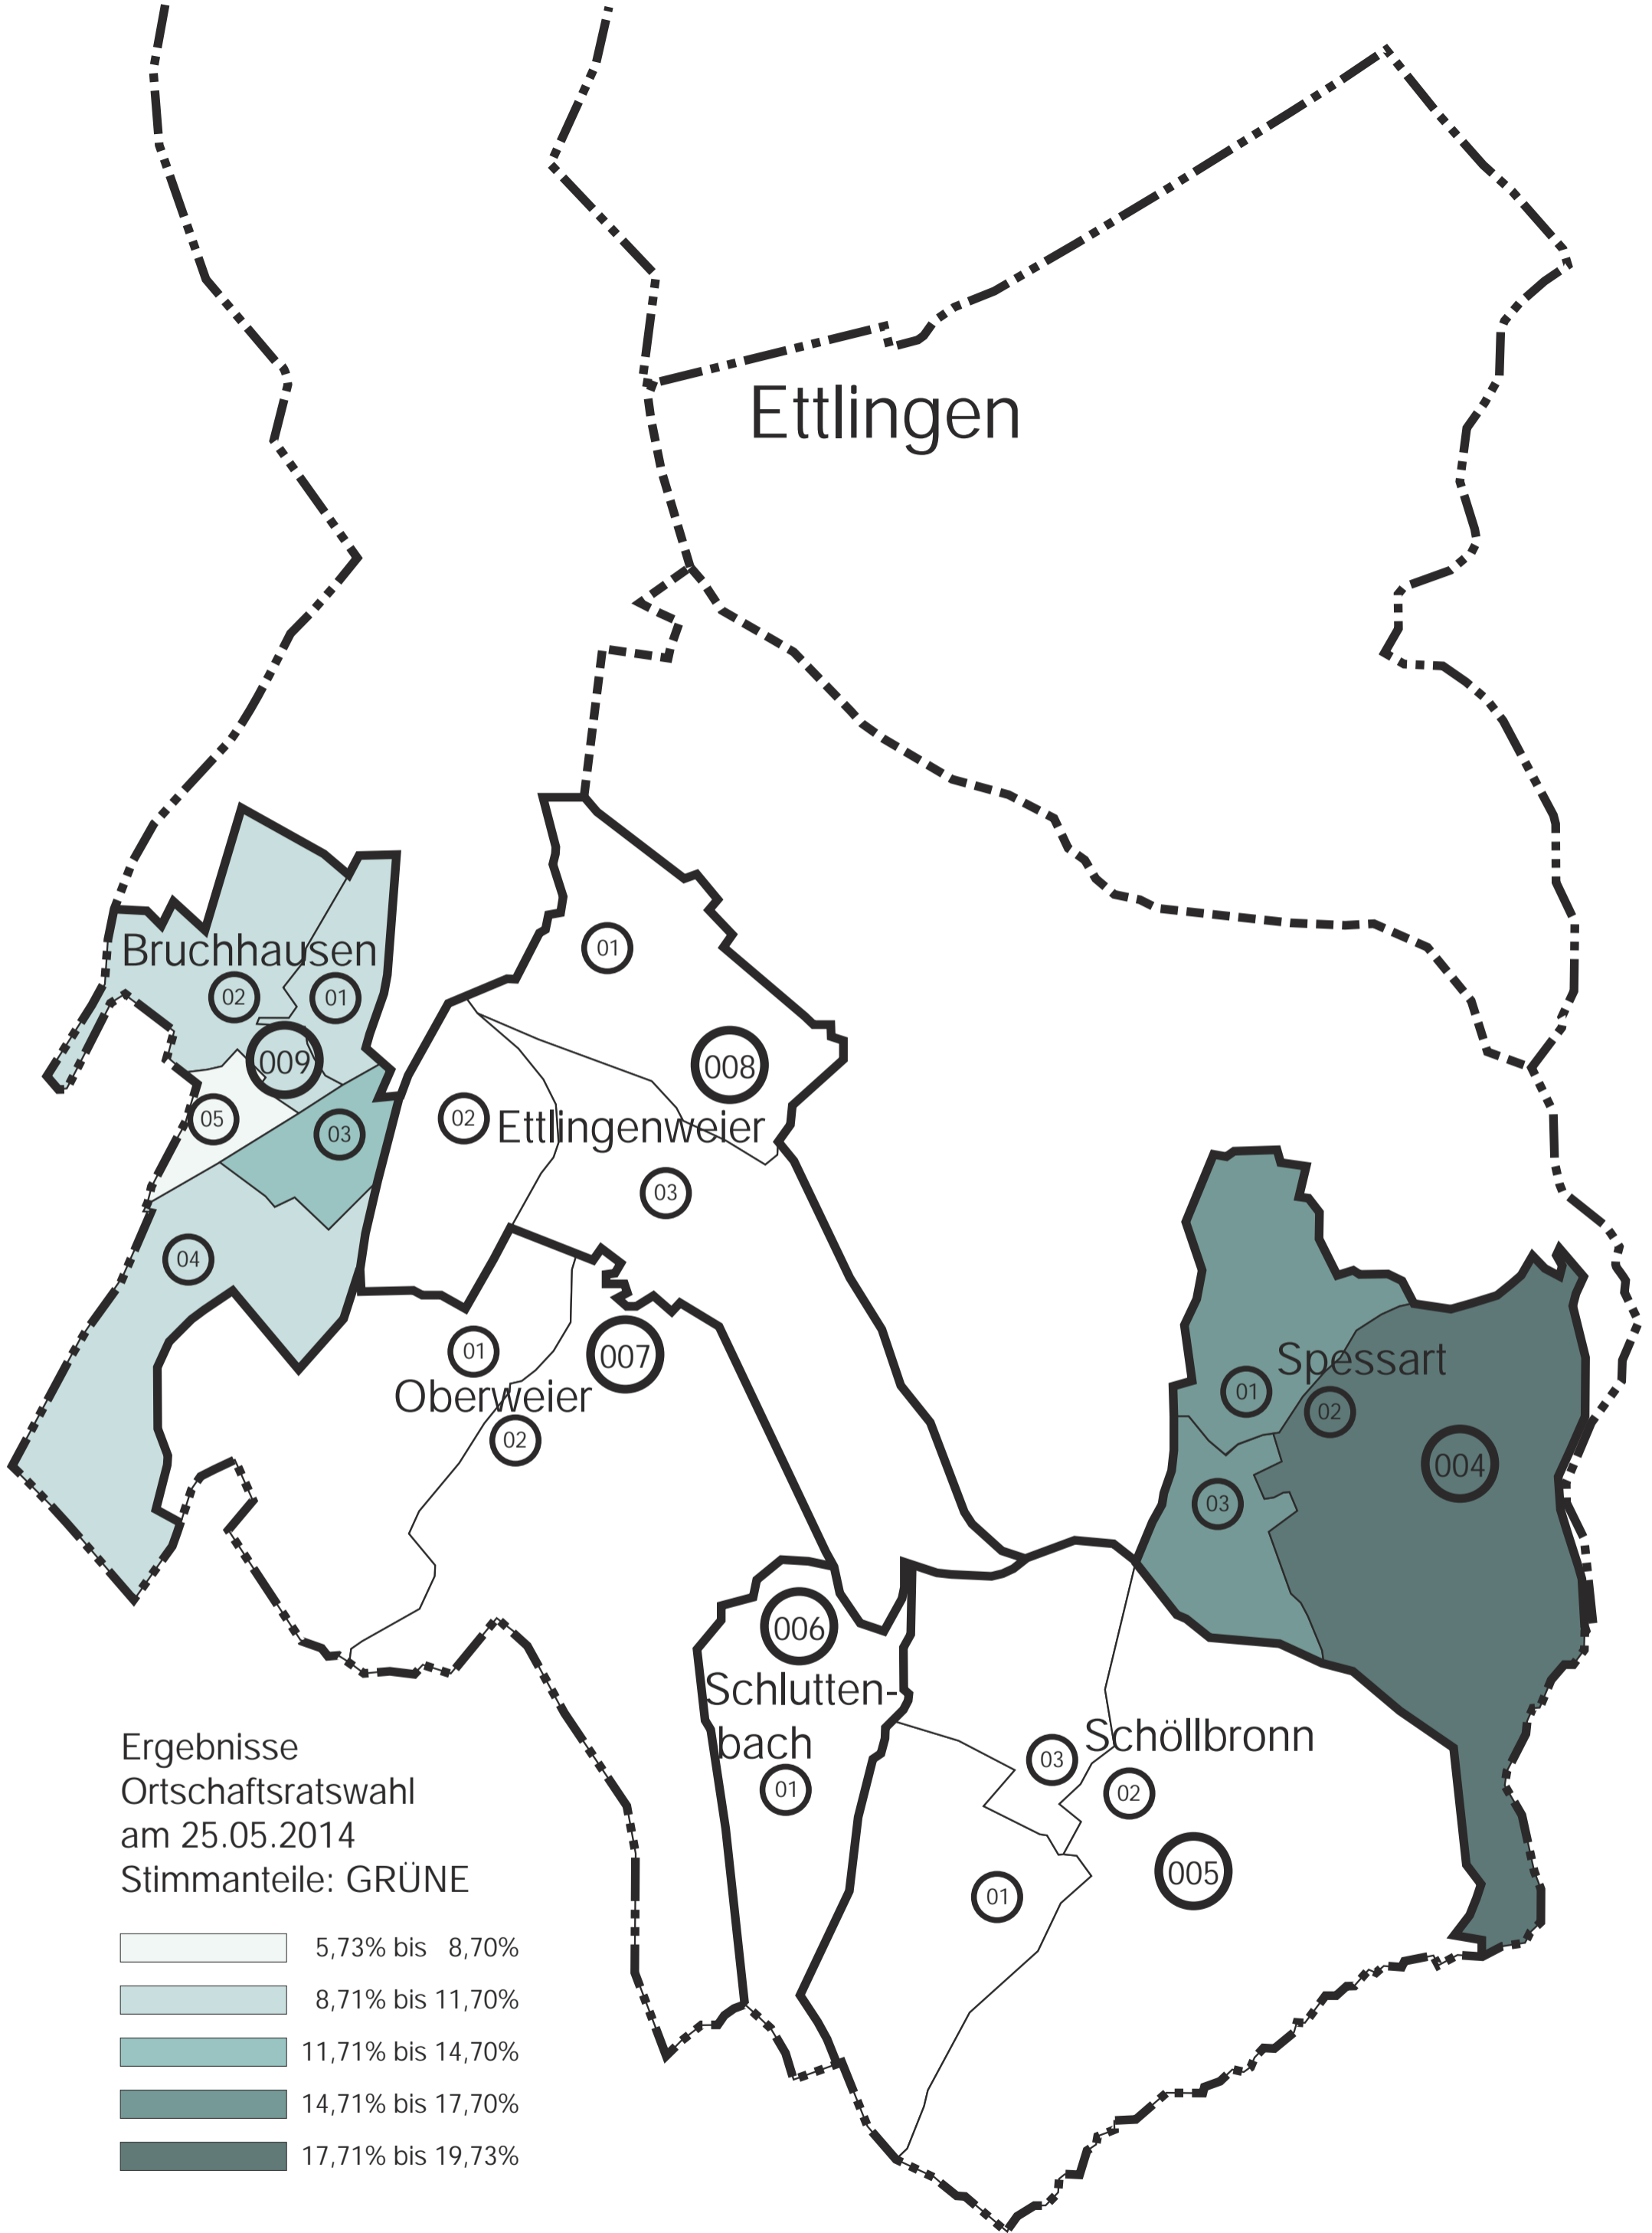 Ettlingen
Bruchhausen
02
01
009
05
03
04
01
008
02
Ettlingenweier
03
01
007
Oberweier
02
Spessart
01
02
004
03
006
Schlutten-
bach
01
Schöllbronn
03
02
005
01
Ergebnisse
Ortschaftsratswahl
am 25.05.2014
Stimmanteile: GRÜNE
5,73% bis 8,70%
8,71% bis 11,70%
11,71% bis 14,70%
14,71% bis 17,70%
17,71% bis 19,73%